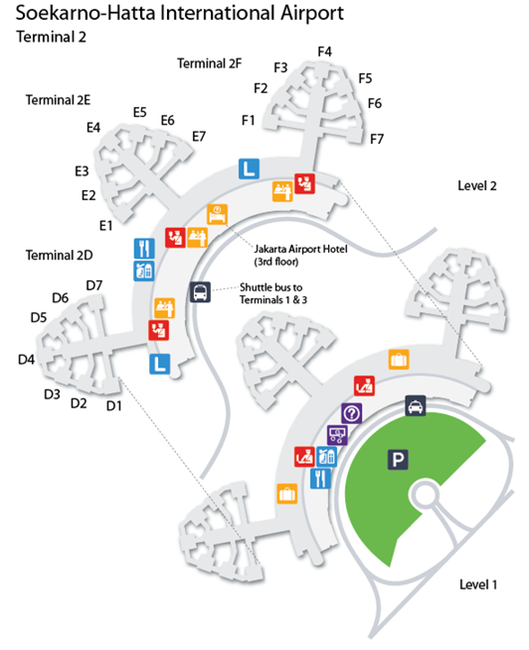 Soekarno-Hatta International Airport
Terminal 2
Terminal 2F
F1
F2
F3
F4
F5
F6
F7
Terminal 2E
E1
E2
E3
E4
E5
E6
E7
Level 2
L
Jakarta Airport Hotel
(3rd floor)
Terminal 2D
D7
D6
D5
D4
D3
D2
D1
Shuttle bus to
Terminals 1 & 3
L
?
P
Level 1